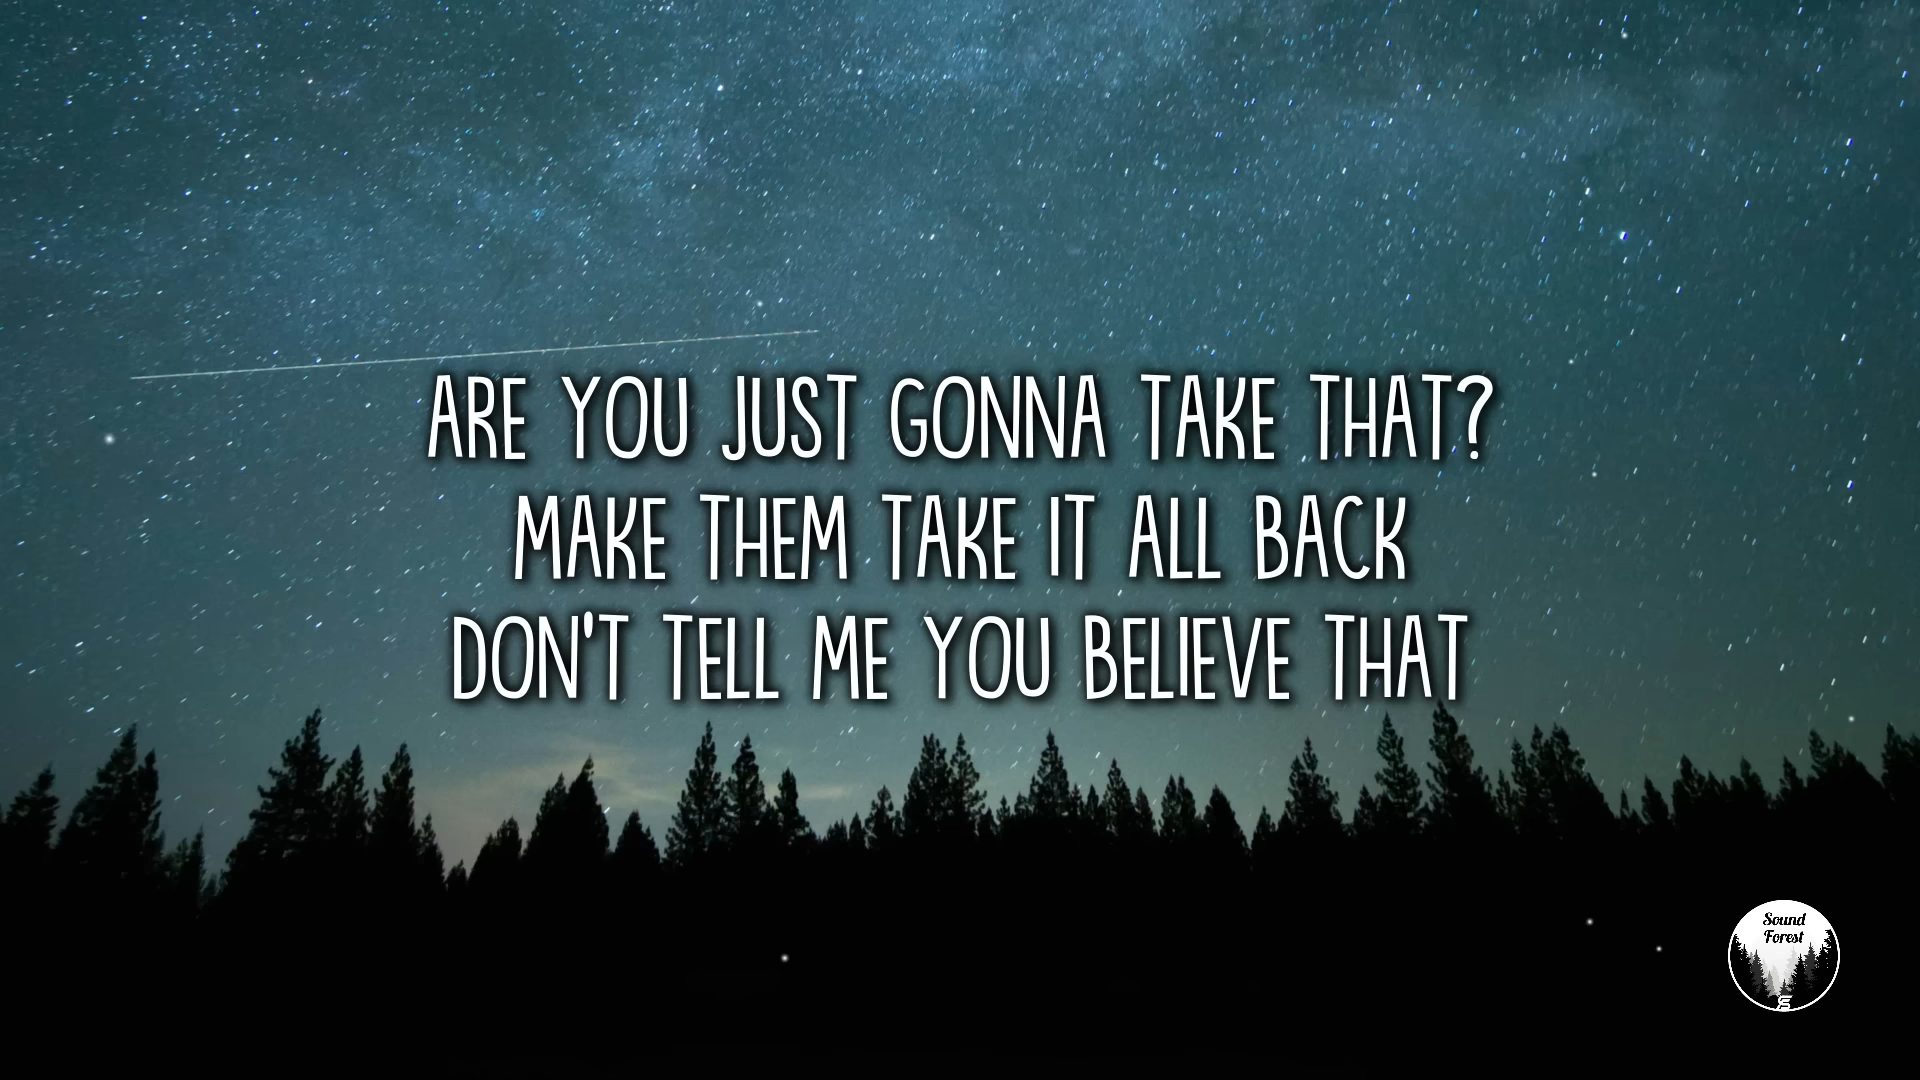 ARE YOU JUST GONNA TAKE THAT?
MAKE THEM TAKE IT ALL BACK
DON'T TELL ME YOU BELIEVE THAT
Sound
Forest